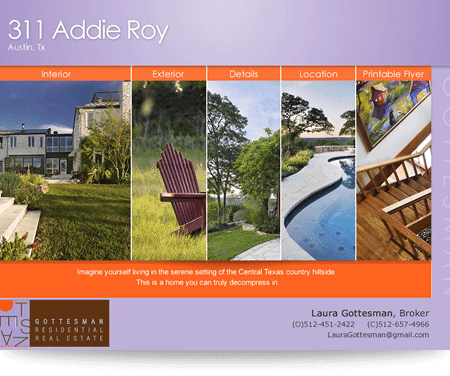 311 Addie Roy
Austin, Tx
Interior Exterior Details Location Printable Flyer
Imagine yourself living in the serene setting of the Central Texas country hillside.
This is a home you can truly decompress in.
GOTTESMAN
RESIDENTIAL
REAL ESTATE
Laura Gottesman, Broker
(O)512-451-2422 (C)512-657-4966
LauraGottesman@gmail.com